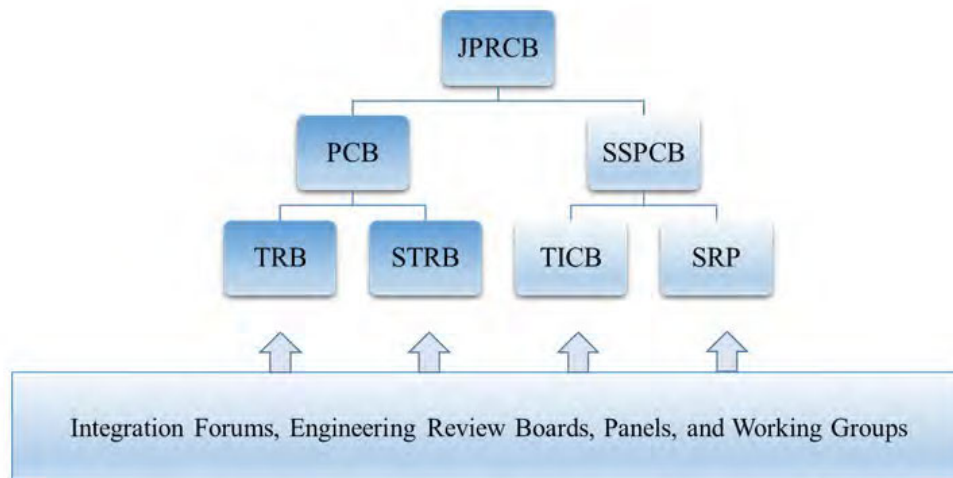 JPRCB
PCB
SSPCB
TRB
STRB
TICB
SRP
Integration Forums, Engineering Review Boards, Panels, and Working Groups